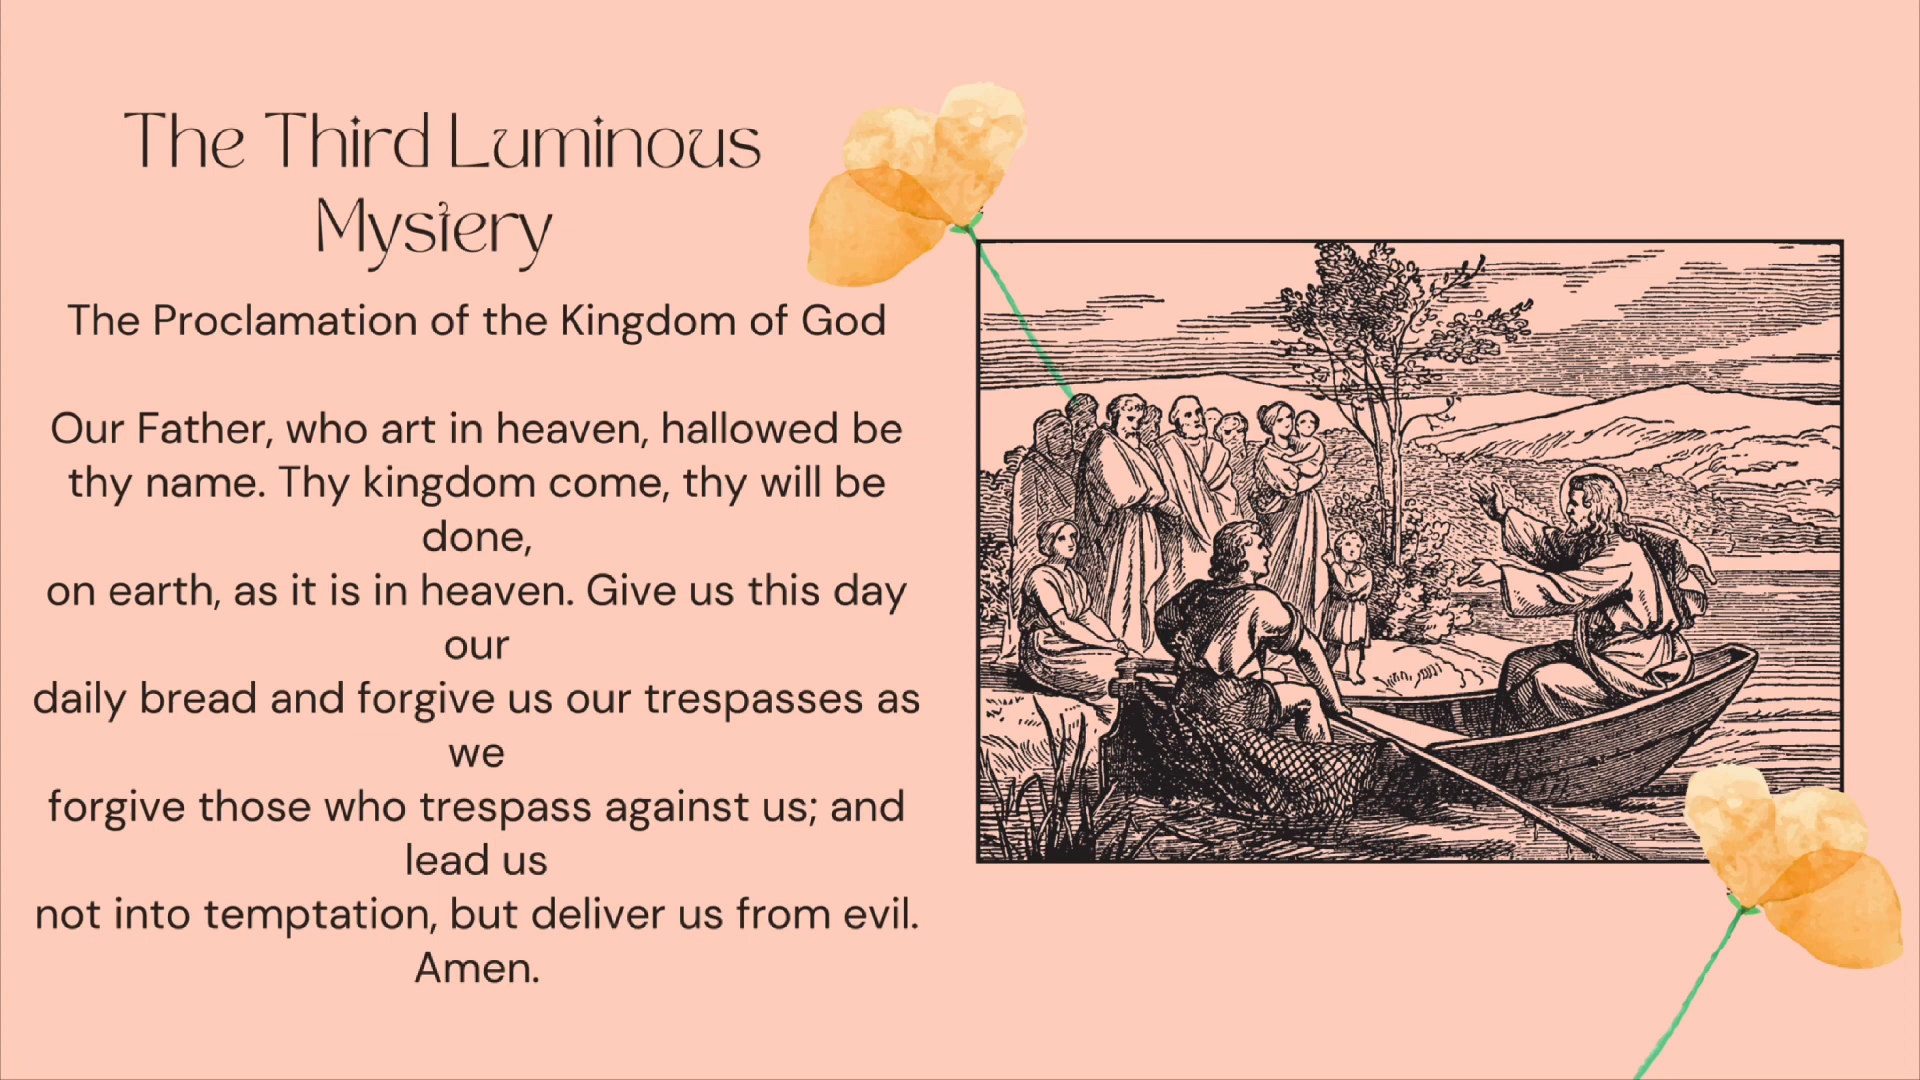 The Third Luminous
Mystery
The Proclamation of the Kingdom of God
Our Father, who art in heaven, hallowed be
thy name. Thy kingdom come, thy will be
done,
on earth, as it is in heaven. Give us this day
our
daily bread and forgive us our trespasses as
we
forgive those who trespass against us; and
lead us
not into temptation, but deliver us from evil.
Amen.